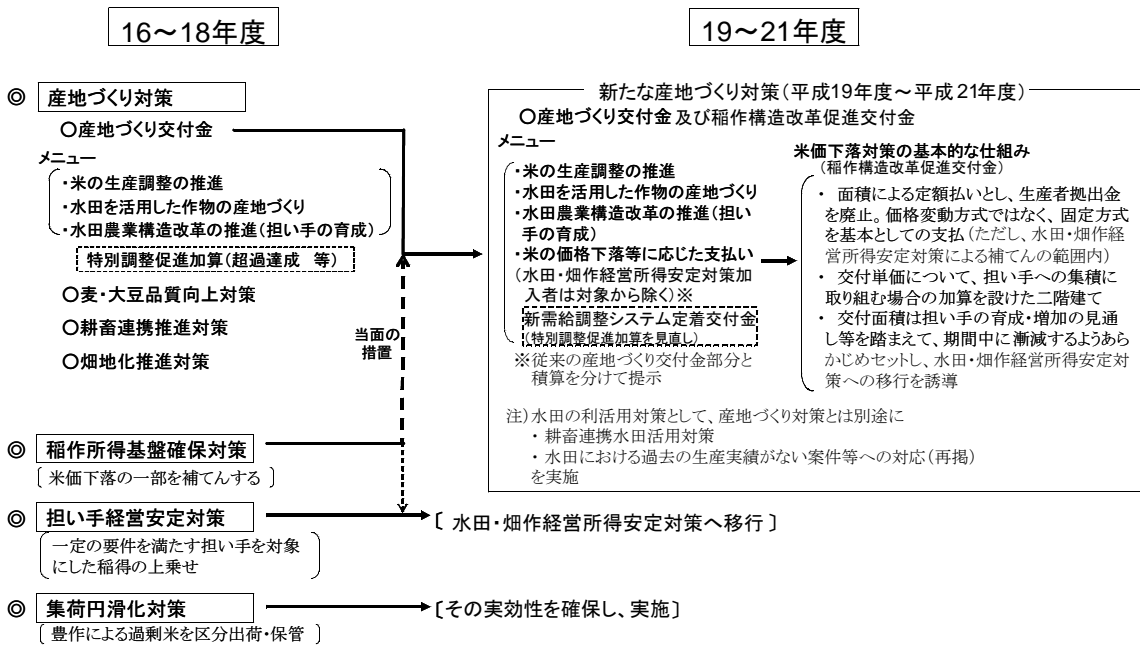 16～18年度
19～21年度
◎ 産地づくり対策
○産地づくり交付金
メニュー
・米の生産調整の推進
・水田を活用した作物の産地づくり
・水田農業構造改革の推進(担い手の育成)
特別調整促進加算(超過達成　等)
○麦・大豆品質向上対策
○耕畜連携推進対策
○畑地化推進対策
当面の
措置
◎ 稲作所得基盤確保対策
〔 米価下落の一部を補てんする 〕
◎ 担い手経営安定対策
一定の要件を満たす担い手を対象
にした稲得の上乗せ
◎ 集荷円滑化対策
〔 豊作による過剰米を区分出荷・保管 〕
新たな産地づくり対策(平成19年度～平成21年度)
○産地づくり交付金及び稲作構造改革促進交付金
メニュー
・米の生産調整の推進
・水田を活用した作物の産地づくり
・水田農業構造改革の推進(担い
手の育成)
・米の価格下落等に応じた支払い
(水田・畑作経営所得安定対策加
入者は対象から除く)※
新需給調整システム定着交付金
(特別調整促進加算を見直し)
※従来の産地づくり交付金部分と
積算を分けて提示
米価下落対策の基本的な仕組み
(稲作構造改革促進交付金)
・ 面積による定額払いとし、生産者拠出金
を廃止。価格変動方式ではなく、固定方式
を基本としての支払(ただし、水田・畑作経
営所得安定対策による補てんの範囲内)
・ 交付単価について、担い手への集積に
取り組む場合の加算を設けた二階建て
・ 交付面積は担い手の育成・増加の見通
し等を踏まえて、期間中に漸減するようあら
かじめセットし、水田・畑作経営所得安定対
策への移行を誘導
注)水田の利活用対策として、産地づくり対策とは別途に
・ 耕畜連携水田活用対策
・ 水田における過去の生産実績がない案件等への対応(再掲)
を実施
〔 水田・畑作経営所得安定対策へ移行 〕
〔その実効性を確保し、実施〕